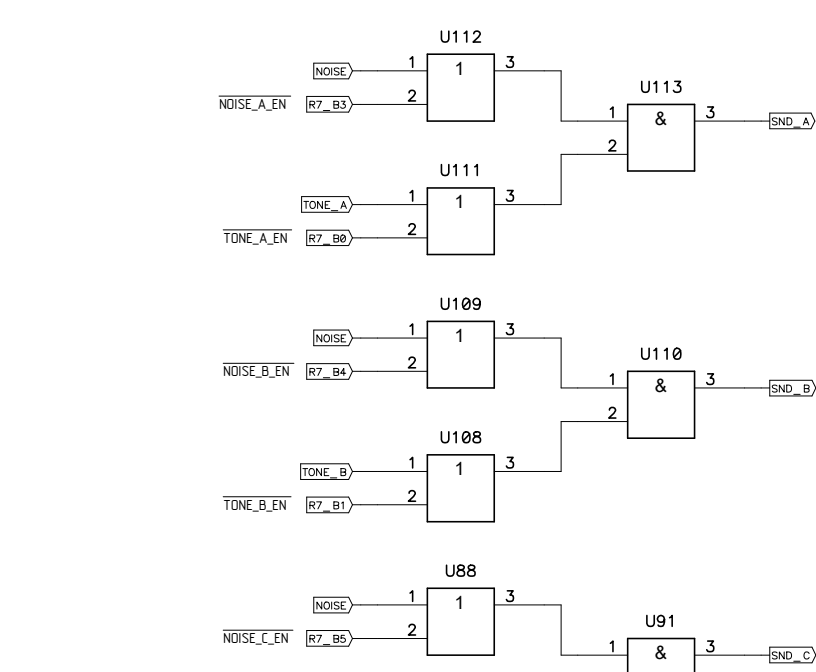 U112
NOISE 1 1 3
NOISE_A_EN R7_B3 2
U113
1 & 3 SND_A
2
U111
TONE_A 1 1 3
TONE_A_EN R7_B0 2
U109
NOISE 1 1 3
NOISE_B_EN R7_B4 2
U110
1 & 3 SND_B
2
U108
TONE_B 1 1 3
TONE_B_EN R7_B1 2
U88
NOISE 1 1 3
NOISE_C_EN R7_B5 2
U91
1 & 3 SND_C